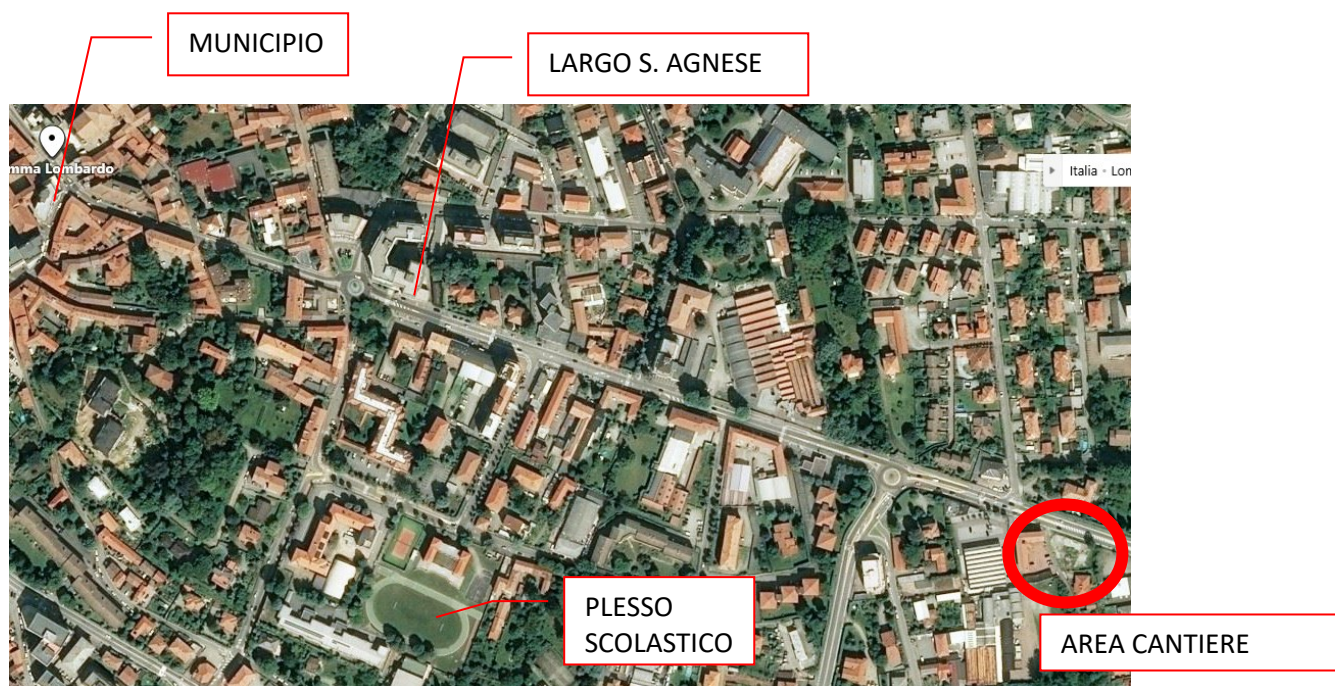 MUNICIPIO
LARGO S. AGNESE
mma Lombardo
Italia • Lom
PLESSO
SCOLASTICO
AREA CANTIERE